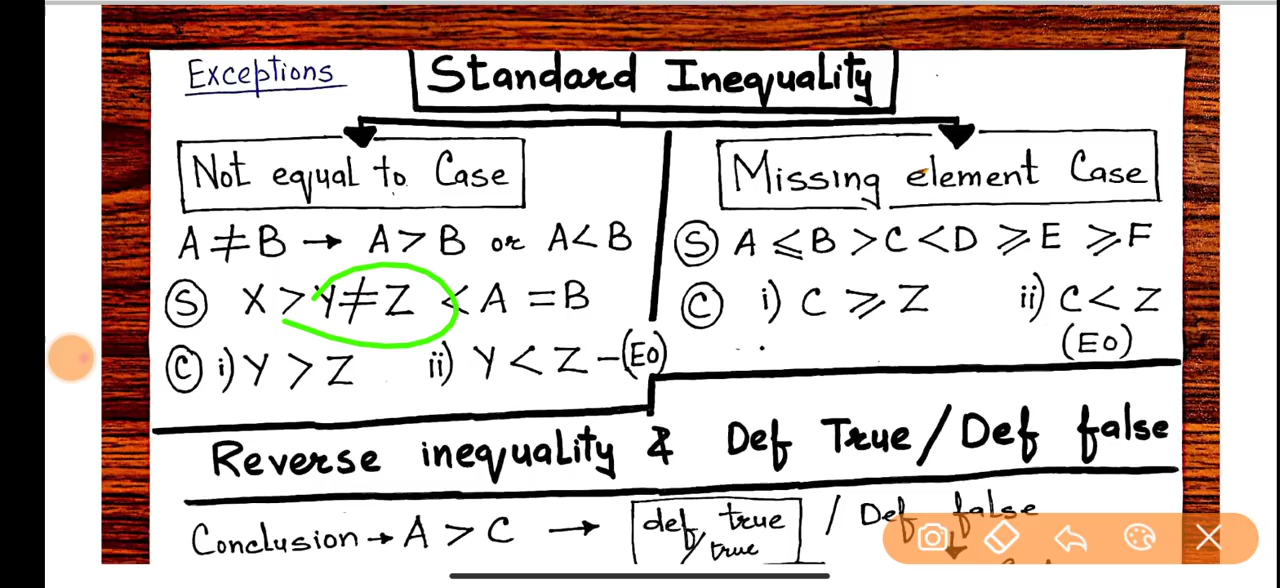 Exceptions
Standard Inequality
Not equal to Case
A ≠ B → A > B or A < B
Ⓢ X > Y ≠ Z < A = B
Ⓒ i) Y > Z ii) Y < Z - (EO)
Missing element Case
Ⓢ A ⩽ B > C < D ⩾ E ⩾ F
Ⓒ i) C ⩾ Z ii) C < Z
(EO)
Reverse inequality & Def True / Def false
Conclusion → A > C → def true / Def false
/true